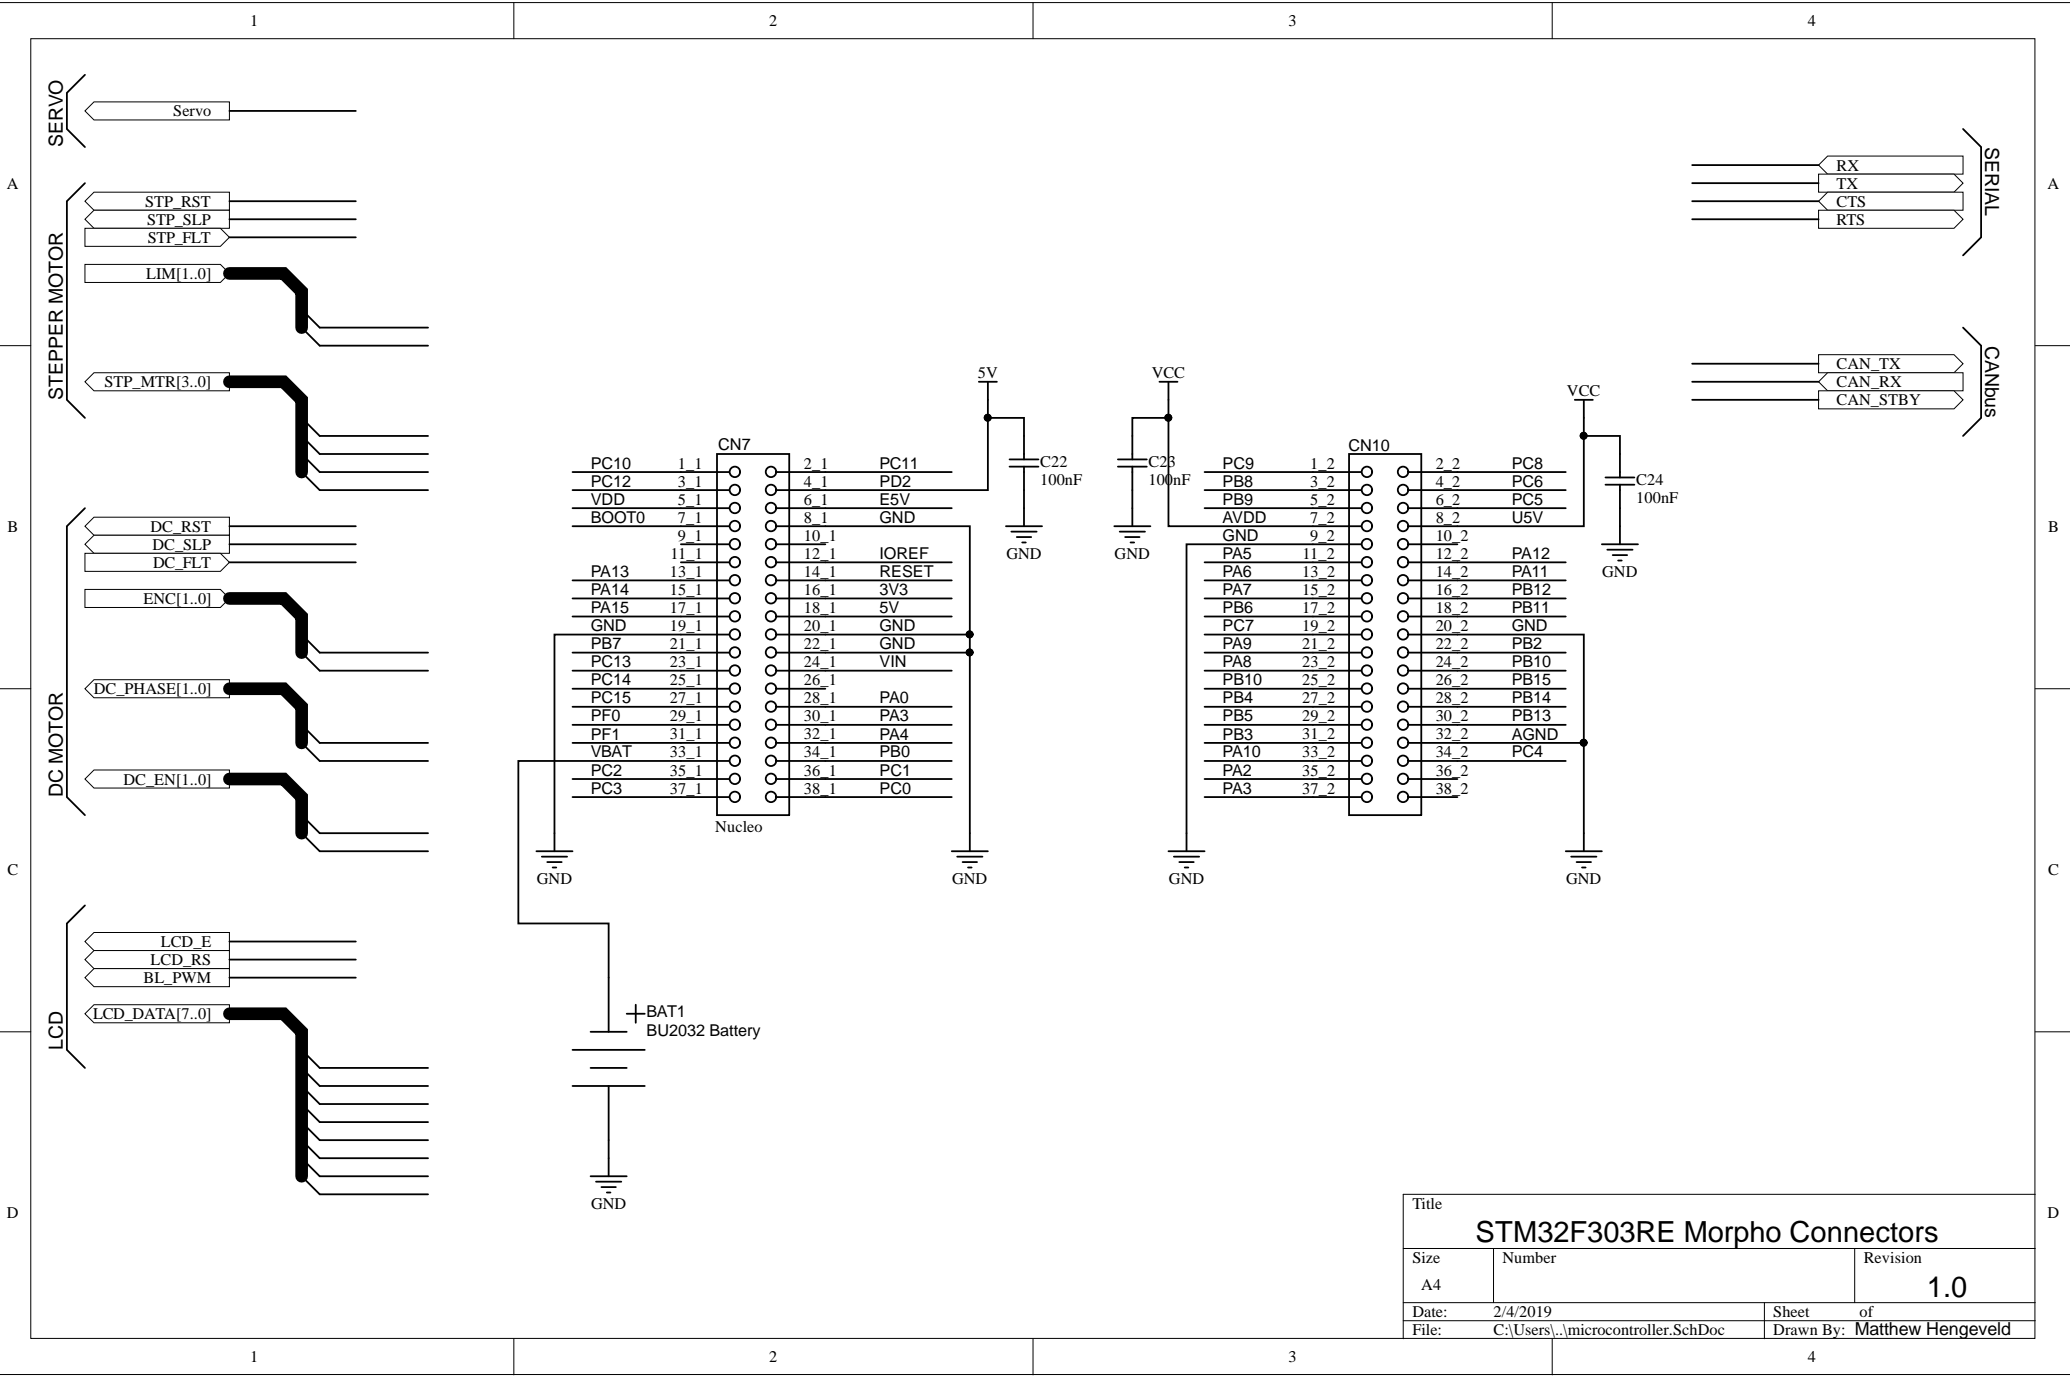 1 2 3 4
A
B
C
D
SERVO
Servo
STEPPER MOTOR
STP_RST
STP_SLP
STP_FLT
LIM[1..0]
STP_MTR[3..0]
DC MOTOR
DC_RST
DC_SLP
DC_FLT
ENC[1..0]
DC_PHASE[1..0]
DC_EN[1..0]
LCD
LCD_E
LCD_RS
BL_PWM
LCD_DATA[7..0]
5V
C22
100nF
GND
CN7
PC10 1_1 2_1 PC11
PC12 3_1 4_1 PD2
VDD 5_1 6_1 E5V
BOOT0 7_1 8_1 GND
9_1 10_1
11_1 12_1 IOREF
PA13 13_1 14_1 RESET
PA14 15_1 16_1 3V3
PA15 17_1 18_1 5V
GND 19_1 20_1 GND
PB7 21_1 22_1 GND
PC13 23_1 24_1 VIN
PC14 25_1 26_1
PC15 27_1 28_1 PA0
PF0 29_1 30_1 PA3
PF1 31_1 32_1 PA4
VBAT 33_1 34_1 PB0
PC2 35_1 36_1 PC1
PC3 37_1 38_1 PC0
Nucleo
GND
GND
BAT1
BU2032 Battery
GND
VCC
C23
100nF
GND
VCC
C24
100nF
GND
CN10
PC9 1_2 2_2 PC8
PB8 3_2 4_2 PC6
PB9 5_2 6_2 PC5
AVDD 7_2 8_2 U5V
GND 9_2 10_2
PA5 11_2 12_2 PA12
PA6 13_2 14_2 PA11
PA7 15_2 16_2 PB12
PB6 17_2 18_2 PB11
PC7 19_2 20_2 GND
PA9 21_2 22_2 PB2
PA8 23_2 24_2 PB10
PB10 25_2 26_2 PB15
PB4 27_2 28_2 PB14
PB5 29_2 30_2 PB13
PB3 31_2 32_2 AGND
PA10 33_2 34_2 PC4
PA2 35_2 36_2
PA3 37_2 38_2
GND
GND
RX
TX
CTS
RTS
SERIAL
CAN_TX
CAN_RX
CAN_STBY
CANbus
A
B
C
D
Title
STM32F303RE Morpho Connectors
Size Number Revision
A4 1.0
Date: 2/4/2019 Sheet of
File: C:\Users\..\microcontroller.SchDoc Drawn By: Matthew Hengeveld
1 2 3 4